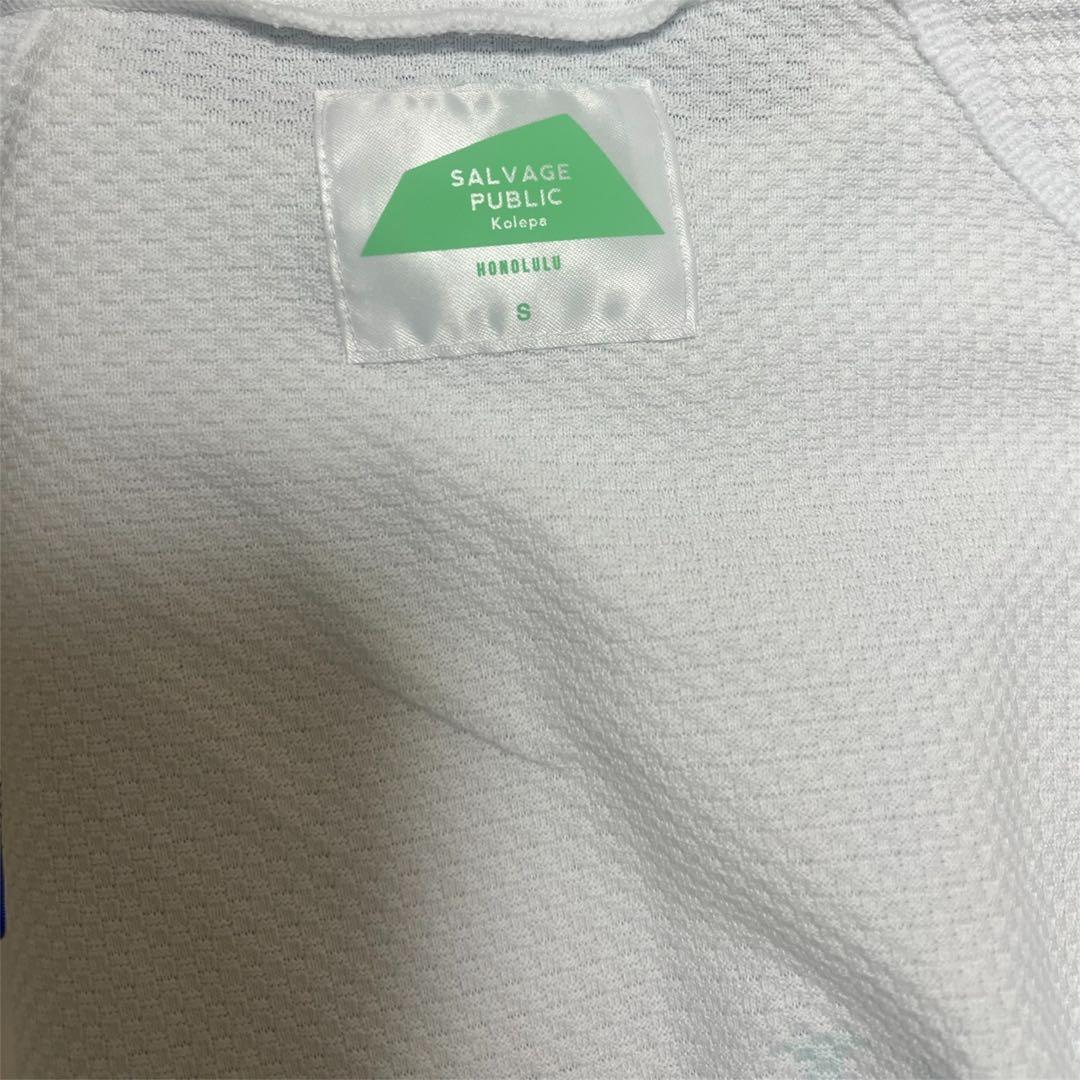 SALVAGE
PUBLIC
Kolepa
HONOLULU
S